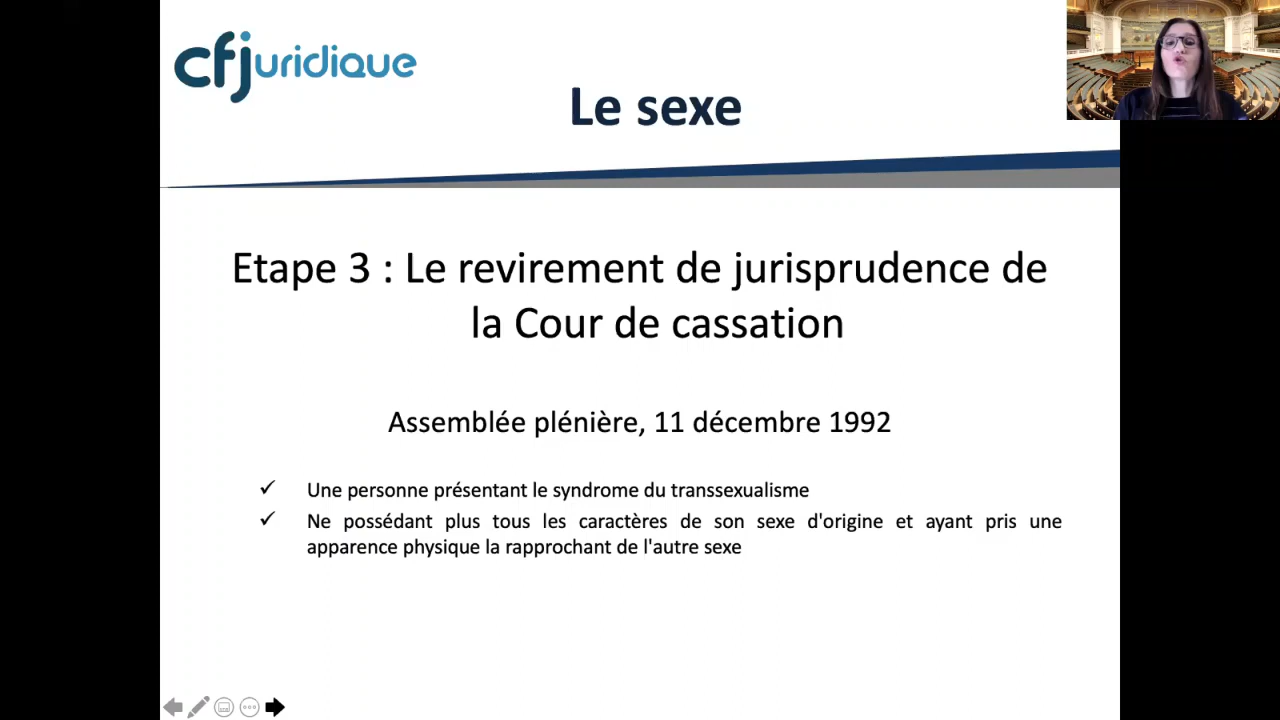 cfjuridique
Le sexe
Etape 3 : Le revirement de jurisprudence de
la Cour de cassation
Assemblée plénière, 11 décembre 1992
✓ Une personne présentant le syndrome du transsexualisme
✓ Ne possédant plus tous les caractères de son sexe d'origine et ayant pris une
apparence physique la rapprochant de l'autre sexe